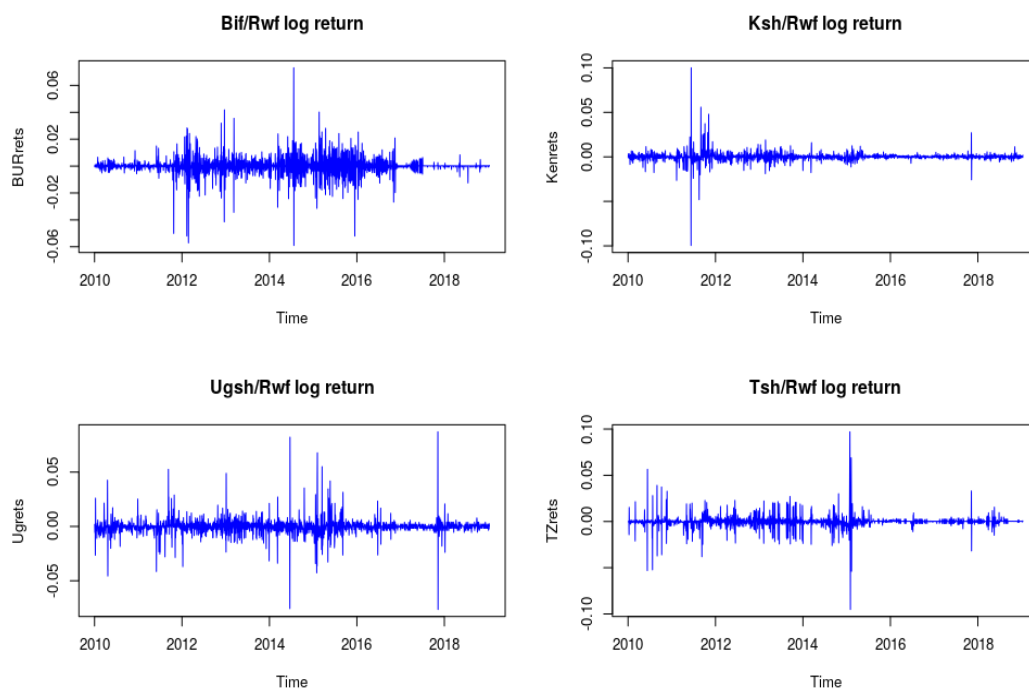 Bif/Rwf log return
BURrets
0.06
0.02
-0.02
-0.06
2010 2012 2014 2016 2018
Time
Ksh/Rwf log return
Kenrets
0.10
0.05
0.00
-0.10
2010 2012 2014 2016 2018
Time
Ugsh/Rwf log return
Ugrets
0.05
0.00
-0.05
2010 2012 2014 2016 2018
Time
Tsh/Rwf log return
TZrets
0.10
0.05
0.00
-0.10
2010 2012 2014 2016 2018
Time